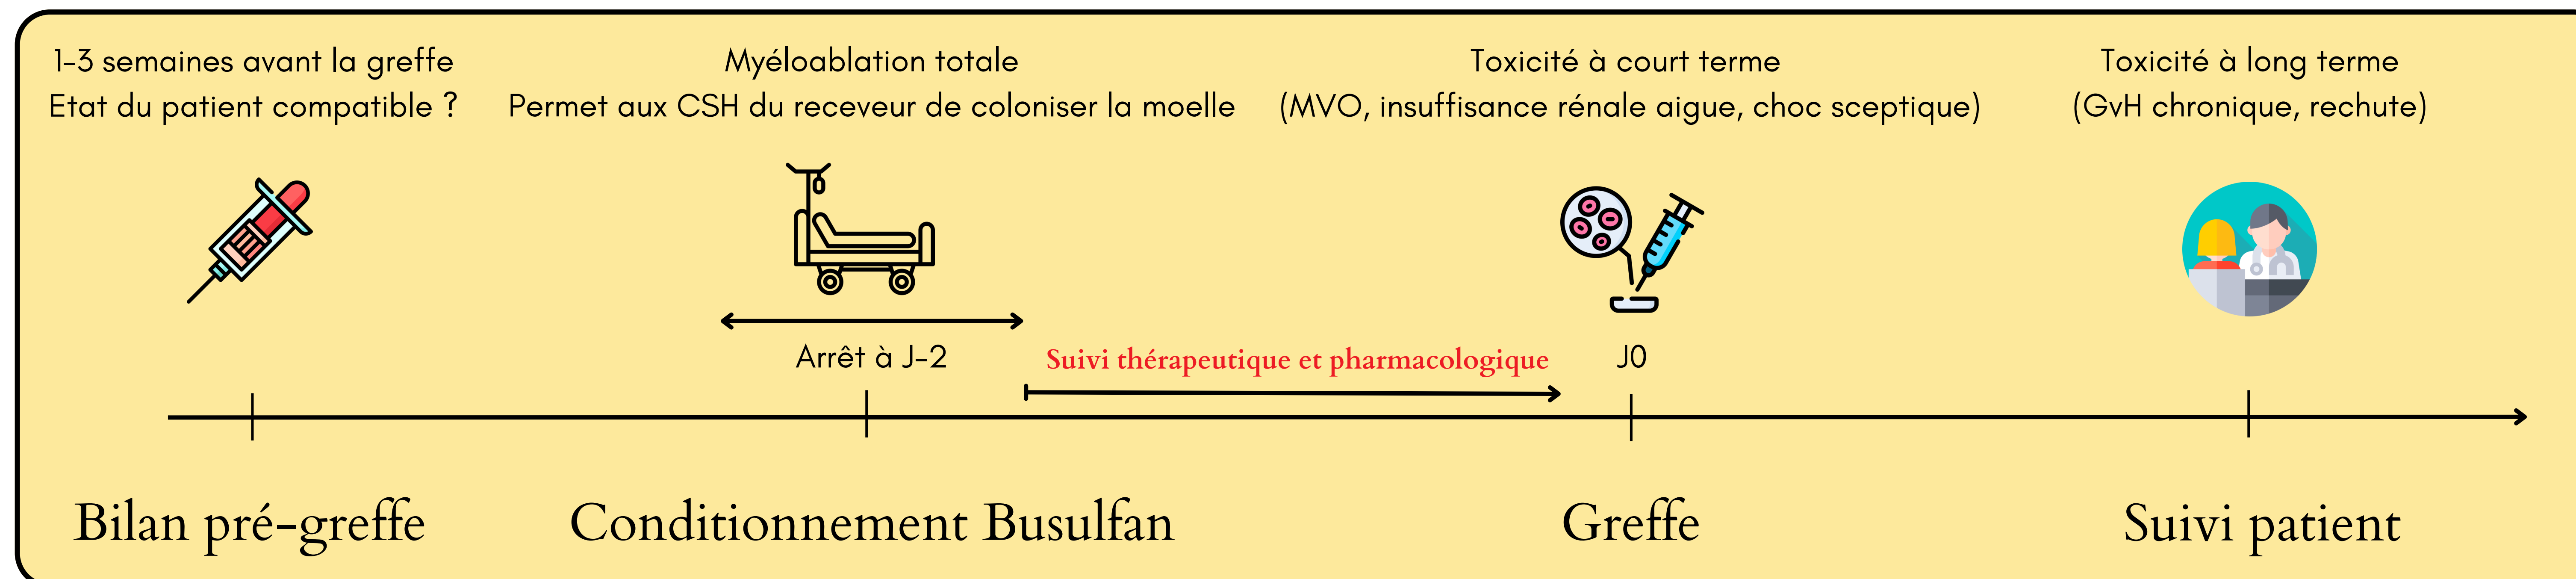 1-3 semaines avant la greffe
Etat du patient compatible ?
Myéloablation totale
Permet aux CSH du receveur de coloniser la moelle
Toxicité à court terme
(MVO, insuffisance rénale aigue, choc sceptique)
Toxicité à long terme
(GvH chronique, rechute)
Arrêt à J-2
Suivi thérapeutique et pharmacologique
J0
Bilan pré-greffe
Conditionnement Busulfan
Greffe
Suivi patient